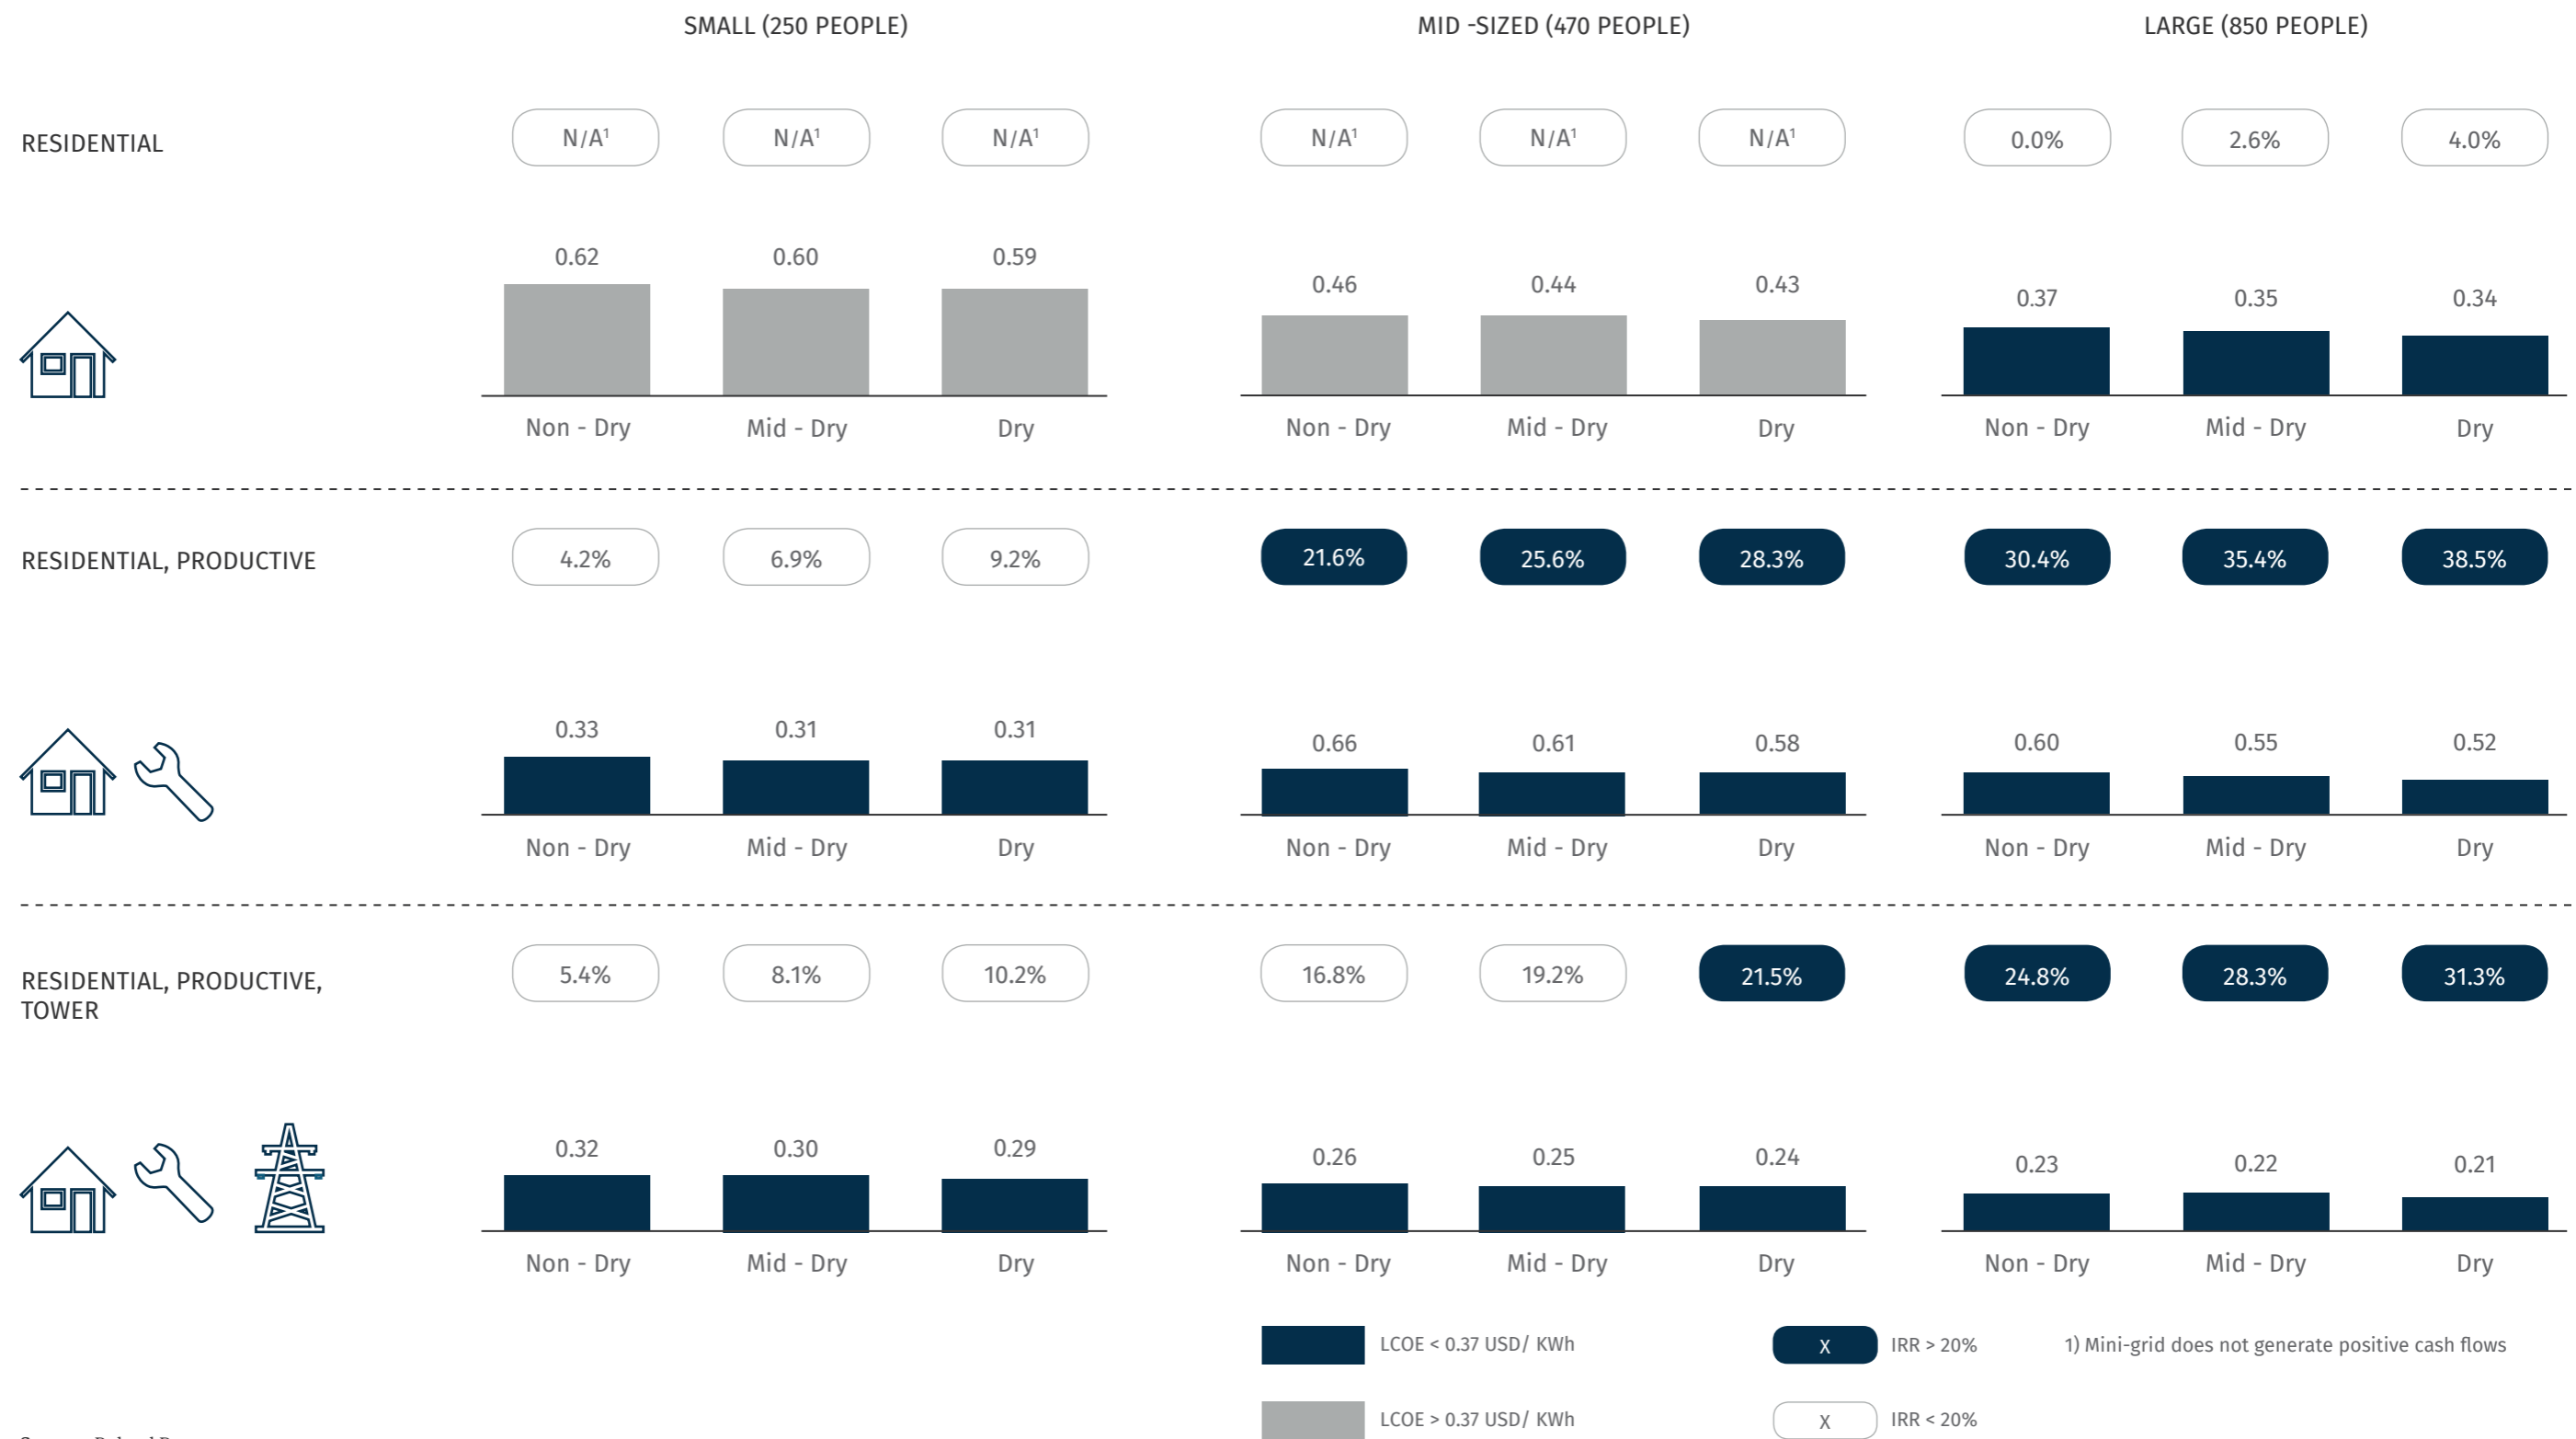 SMALL (250 PEOPLE) MID -SIZED (470 PEOPLE) LARGE (850 PEOPLE)
RESIDENTIAL N/A¹ N/A¹ N/A¹ N/A¹ N/A¹ N/A¹ 0.0% 2.6% 4.0%
0.62 0.60 0.59 0.46 0.44 0.43 0.37 0.35 0.34
Non - Dry Mid - Dry Dry Non - Dry Mid - Dry Dry Non - Dry Mid - Dry Dry
RESIDENTIAL, PRODUCTIVE 4.2% 6.9% 9.2% 21.6% 25.6% 28.3% 30.4% 35.4% 38.5%
0.33 0.31 0.31 0.66 0.61 0.58 0.60 0.55 0.52
Non - Dry Mid - Dry Dry Non - Dry Mid - Dry Dry Non - Dry Mid - Dry Dry
RESIDENTIAL, PRODUCTIVE, 5.4% 8.1% 10.2% 16.8% 19.2% 21.5% 24.8% 28.3% 31.3%
TOWER
0.32 0.30 0.29 0.26 0.25 0.24 0.23 0.22 0.21
Non - Dry Mid - Dry Dry Non - Dry Mid - Dry Dry Non - Dry Mid - Dry Dry
LCOE < 0.37 USD/ KWh X IRR > 20% 1) Mini-grid does not generate positive cash flows
LCOE > 0.37 USD/ KWh X IRR < 20%